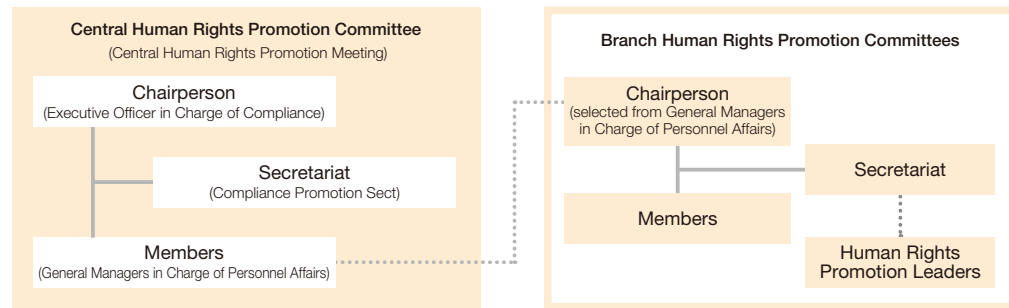 Central Human Rights Promotion Committee
(Central Human Rights Promotion Meeting)
Chairperson
(Executive Officer in Charge of Compliance)
Secretariat
(Compliance Promotion Sect)
Members
(General Managers in Charge of Personnel Affairs)
Branch Human Rights Promotion Committees
Chairperson
(selected from General Managers
in Charge of Personnel Affairs)
Secretariat
Members
Human Rights
Promotion Leaders